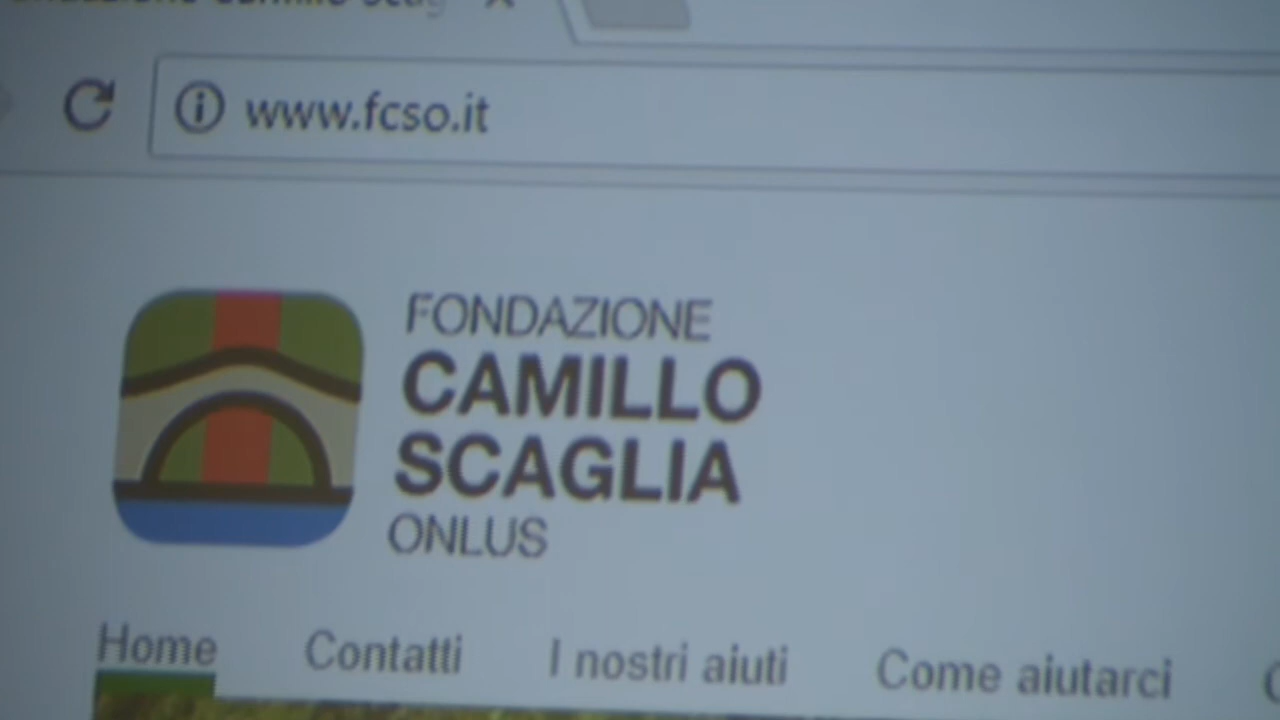 www.fcso.it
FONDAZIONE
CAMILLO
SCAGLIA
ONLUS
Home Contatti I nostri aiuti Come aiutarci